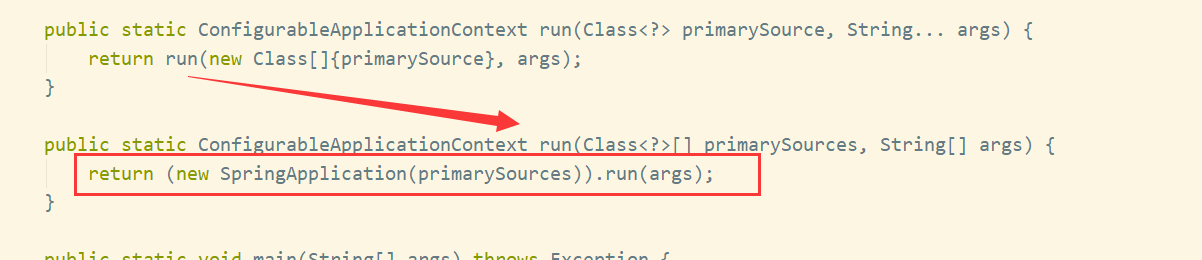 public static ConfigurableApplicationContext run(Class<?> primarySource, String... args) {
return run(new Class[]{primarySource}, args);
}
public static ConfigurableApplicationContext run(Class<?>[] primarySources, String[] args) {
return (new SpringApplication(primarySources)).run(args);
}
public static void main(String[] args) throws Exception {